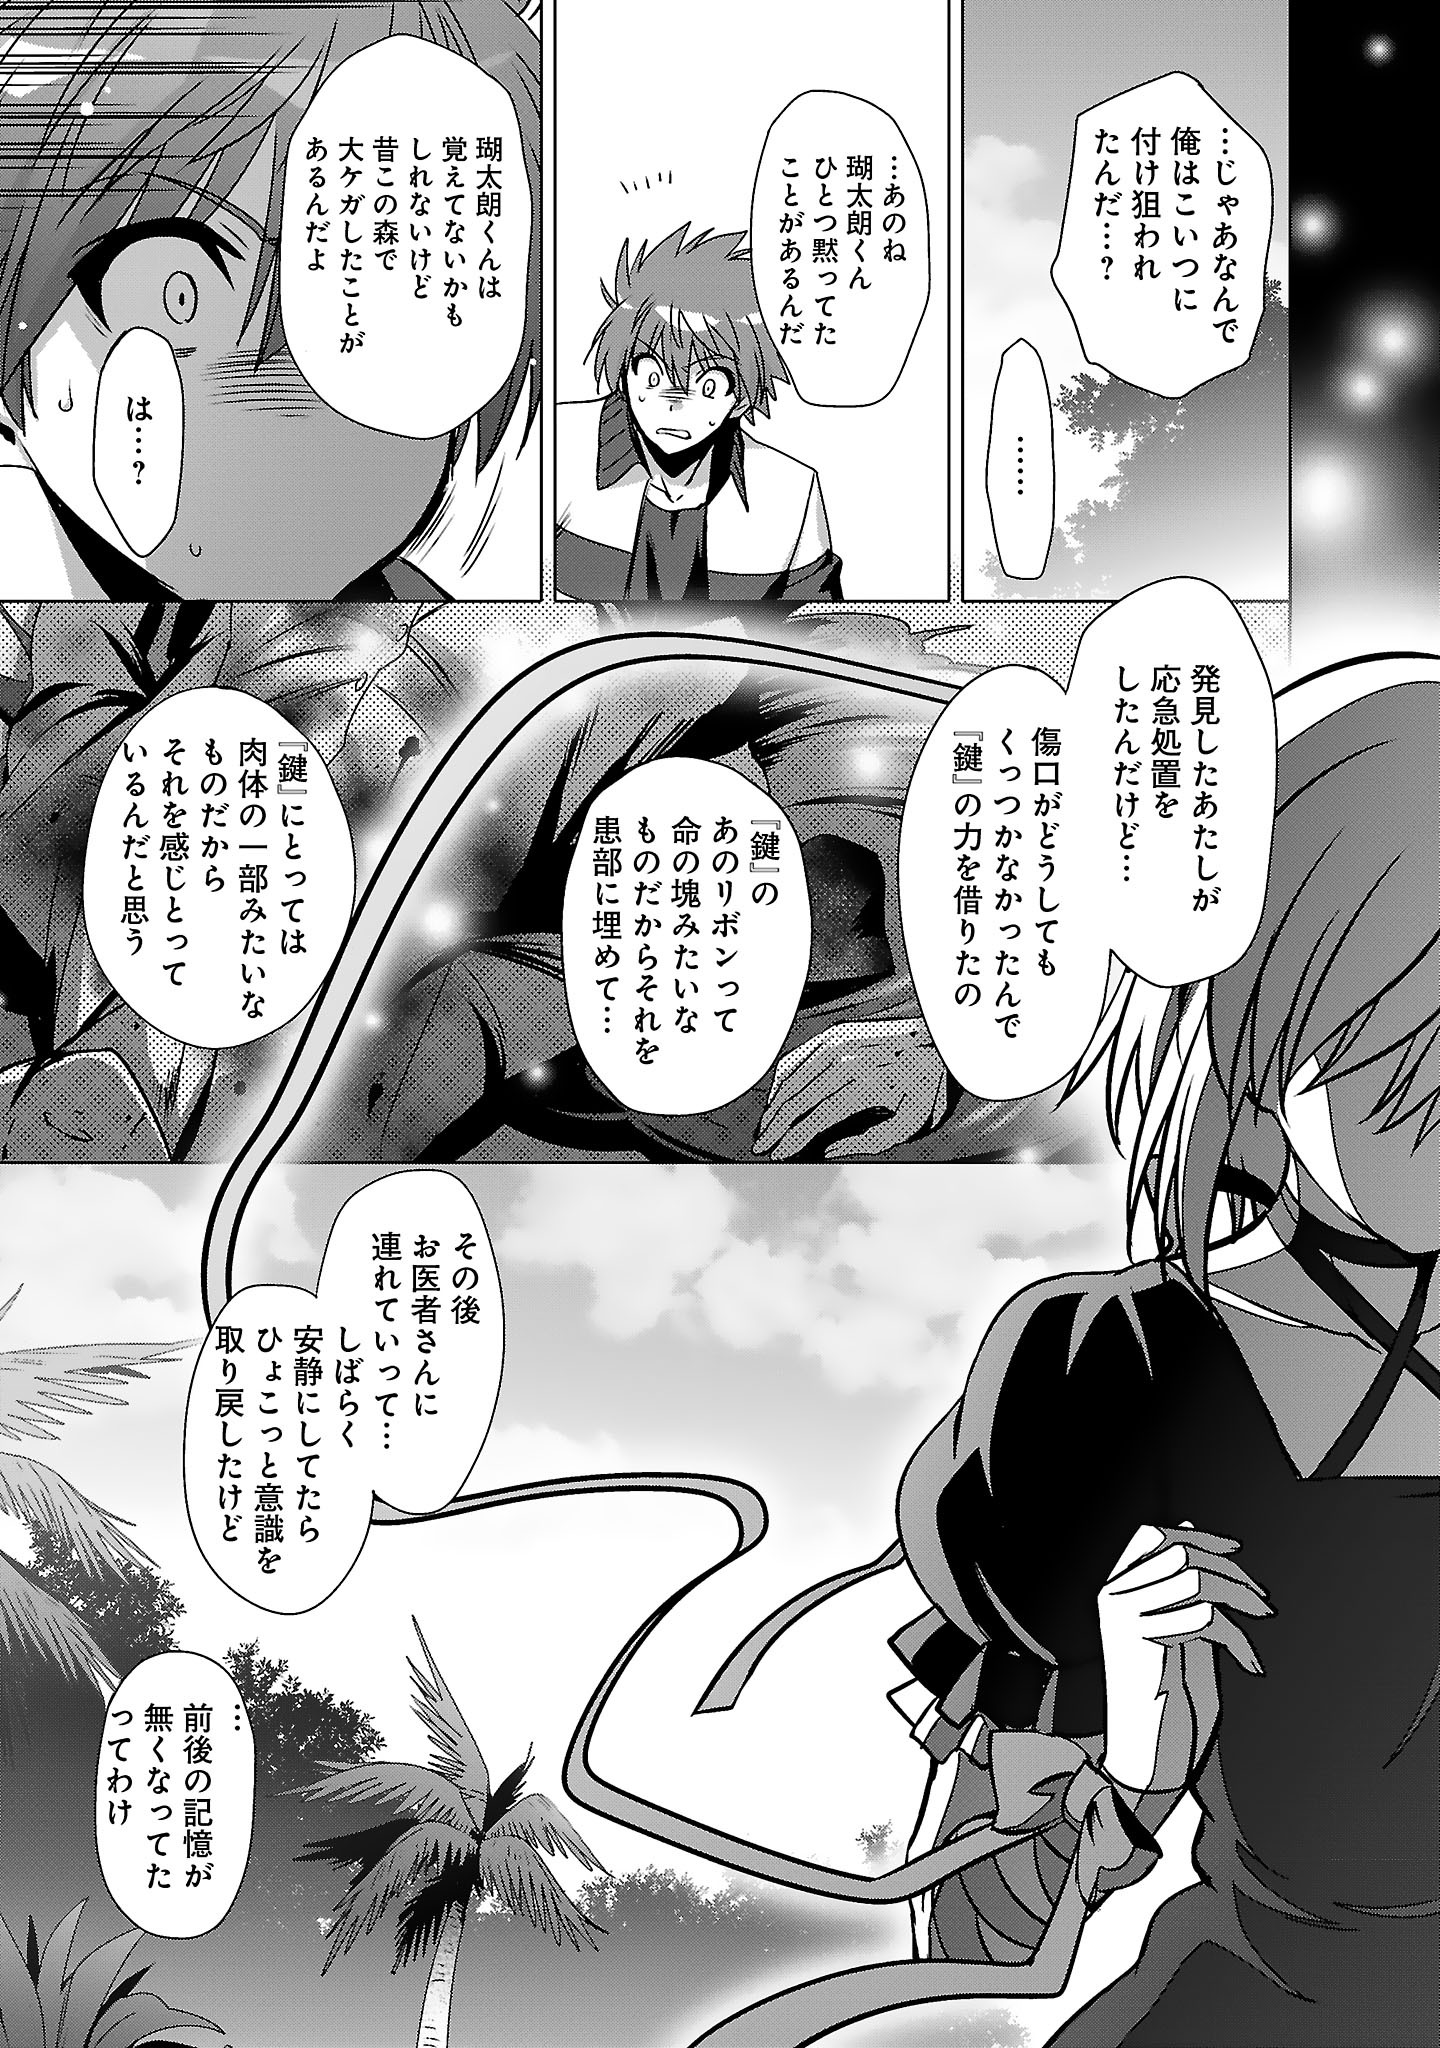 …じゃあなんで
俺はこいつに
付け狙われ
たんだ…？
……
…あのね
瑚太朗くん
ひとつ黙ってた
ことがあるんだ
瑚太朗くんは
覚えてないかも
しれないけど
昔この森で
大ケガしたことが
あるんだよ
は…？
発見したあたしが
応急処置を
したんだけど…
傷口がどうしても
くっつかなかったんで
『鍵』の力を借りたの
『鍵』の
あのリボンって
命の塊みたいな
ものだからそれを
患部に埋めて…
『鍵』にとっては
肉体の一部みたいな
ものだから
それを感じとって
いるんだと思う
その後
お医者さんに
連れていって…
しばらく
安静にしてたら
ひょこっと意識を
取り戻したけど
…
前後の記憶が
無くなってた
ってわけ